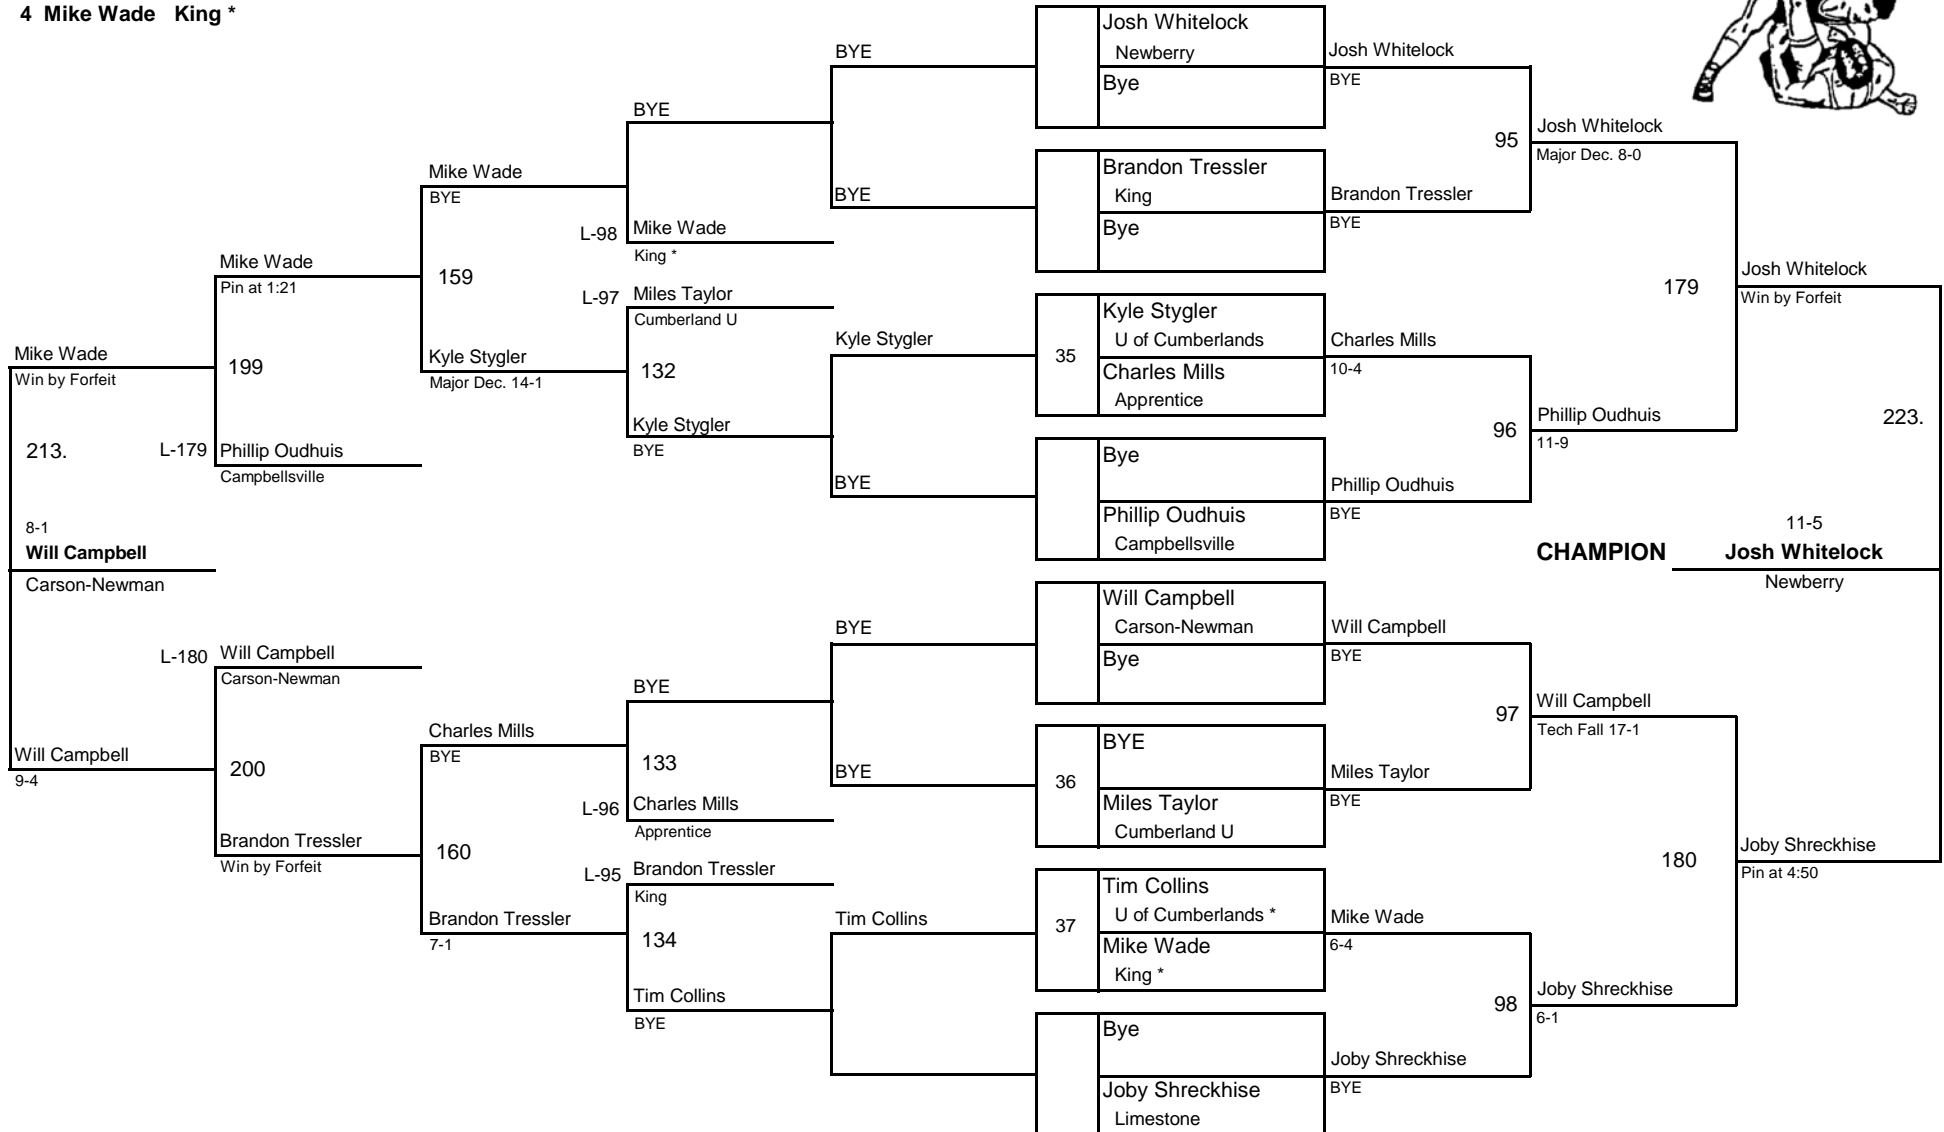 4 Mike Wade King *
Mike Wade
Win by Forfeit
213.
8-1
Will Campbell
Carson-Newman
Will Campbell
9-4
Mike Wade
Pin at 1:21
199
L-179 Phillip Oudhuis
Campbellsville
L-180 Will Campbell
Carson-Newman
200
Brandon Tressler
Win by Forfeit
Mike Wade
BYE
159
Kyle Stygler
Major Dec. 14-1
Charles Mills
BYE
160
Brandon Tressler
7-1
BYE
L-98 Mike Wade
King *
L-97 Miles Taylor
Cumberland U
132
Kyle Stygler
BYE
BYE
133
L-96 Charles Mills
Apprentice
L-95 Brandon Tressler
King
134
Tim Collins
BYE
BYE
BYE
Kyle Stygler
BYE
BYE
BYE
Tim Collins
Josh Whitelock
Newberry
Bye
Brandon Tressler
King
Bye
35
Kyle Stygler
U of Cumberlands
Charles Mills
Apprentice
Bye
Phillip Oudhuis
Campbellsville
Will Campbell
Carson-Newman
Bye
36
BYE
Miles Taylor
Cumberland U
37
Tim Collins
U of Cumberlands *
Mike Wade
King *
Bye
Joby Shreckhise
Limestone
Josh Whitelock
BYE
95
Brandon Tressler
BYE
Charles Mills
10-4
96
Phillip Oudhuis
BYE
Will Campbell
BYE
97
Miles Taylor
BYE
Mike Wade
6-4
98
Joby Shreckhise
BYE
Josh Whitelock
Major Dec. 8-0
179
Phillip Oudhuis
11-9
Will Campbell
Tech Fall 17-1
180
Joby Shreckhise
6-1
Josh Whitelock
Win by Forfeit
223.
11-5
CHAMPION Josh Whitelock
Newberry
Joby Shreckhise
Pin at 4:50